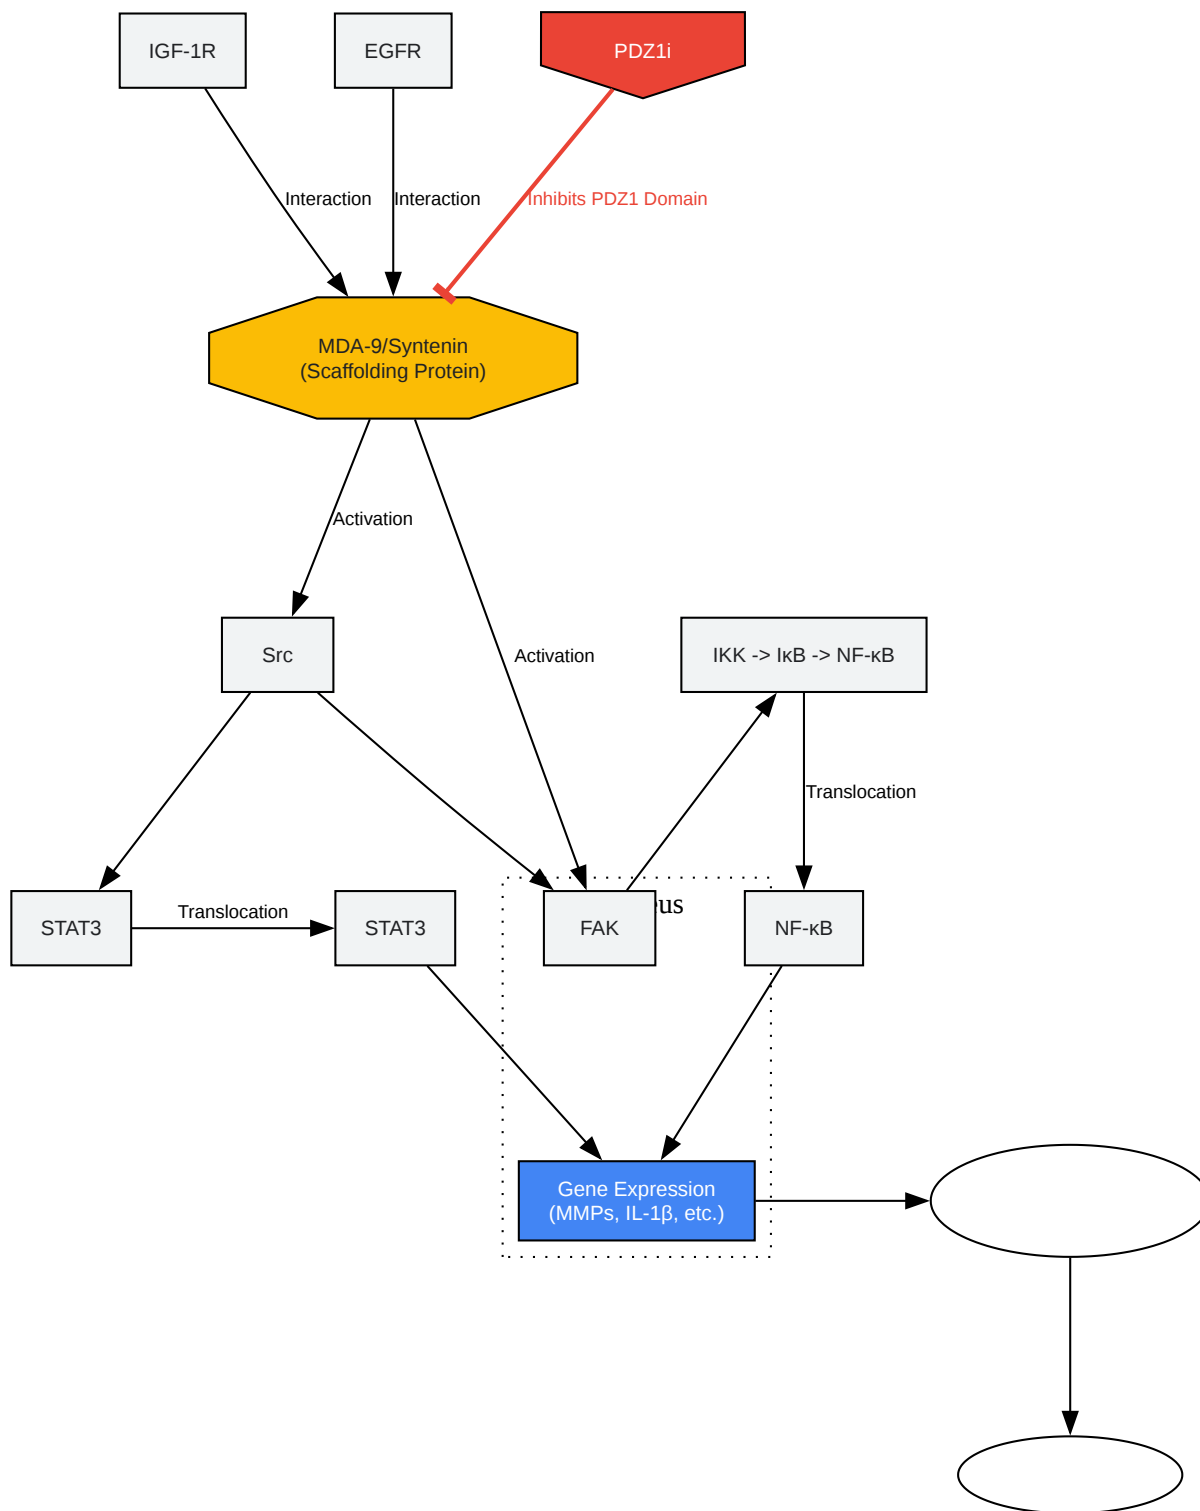 IGF-1R
EGFR
PDZ1i
Interaction
Interaction
Inhibits PDZ1 Domain
MDA-9/Syntenin
(Scaffolding Protein)
Activation
Src
Activation
IKK -> IκB -> NF-κB
Translocation
STAT3
Translocation
STAT3
FAK
NF-κB
Gene Expression
(MMPs, IL-1β, etc.)